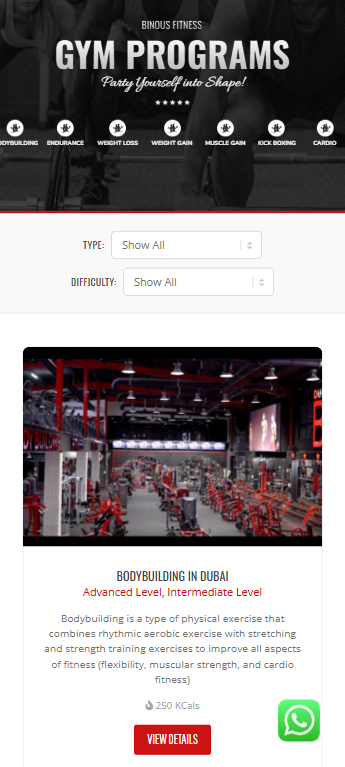 BINOUS FITNESS
GYM PROGRAMS
Party Yourself into Shape!
ODYBUILDING ENDURANCE WEIGHT LOSS WEIGHT GAIN MUSCLE GAIN KICK BOXING CARDIO
TYPE: Show All
DIFFICULTY: Show All
BODYBUILDING IN DUBAI
Advanced Level, Intermediate Level
Bodybuilding is a type of physical exercise that
combines rhythmic aerobic exercise with stretching
and strength training exercises to improve all aspects
of fitness (flexibility, muscular strength, and cardio
fitness)
250 KCals
VIEW DETAILS